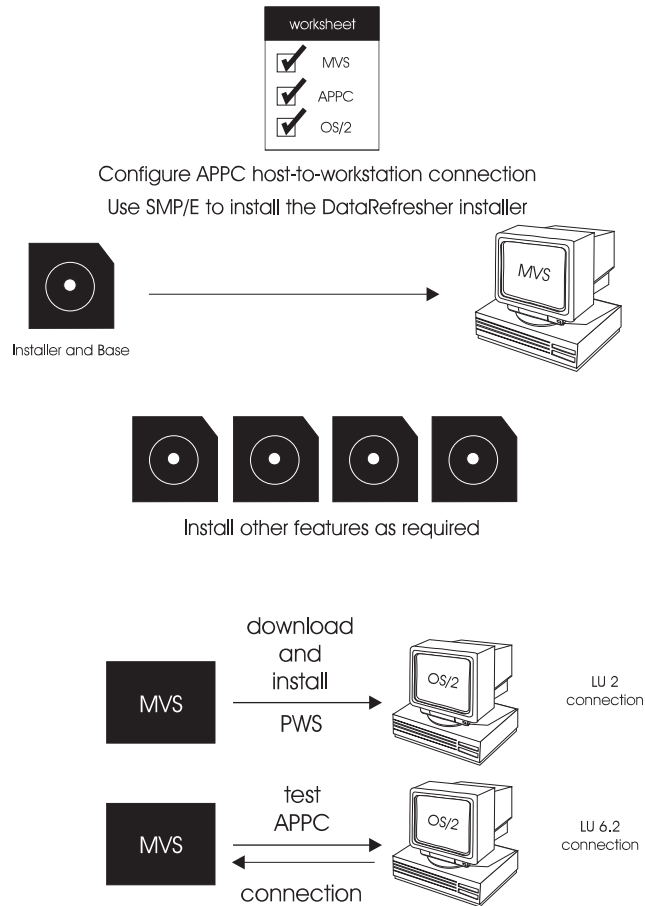 worksheet
MVS
APPC
OS/2
Configure APPC host-to-workstation connection
Use SMP/E to install the DataRefresher installer
MVS
Installer and Base
Install other features as required
download
and
install
MVS
PWS
OS/2
LU 2
connection
test
APPC
MVS
connection
OS/2
LU 6.2
connection